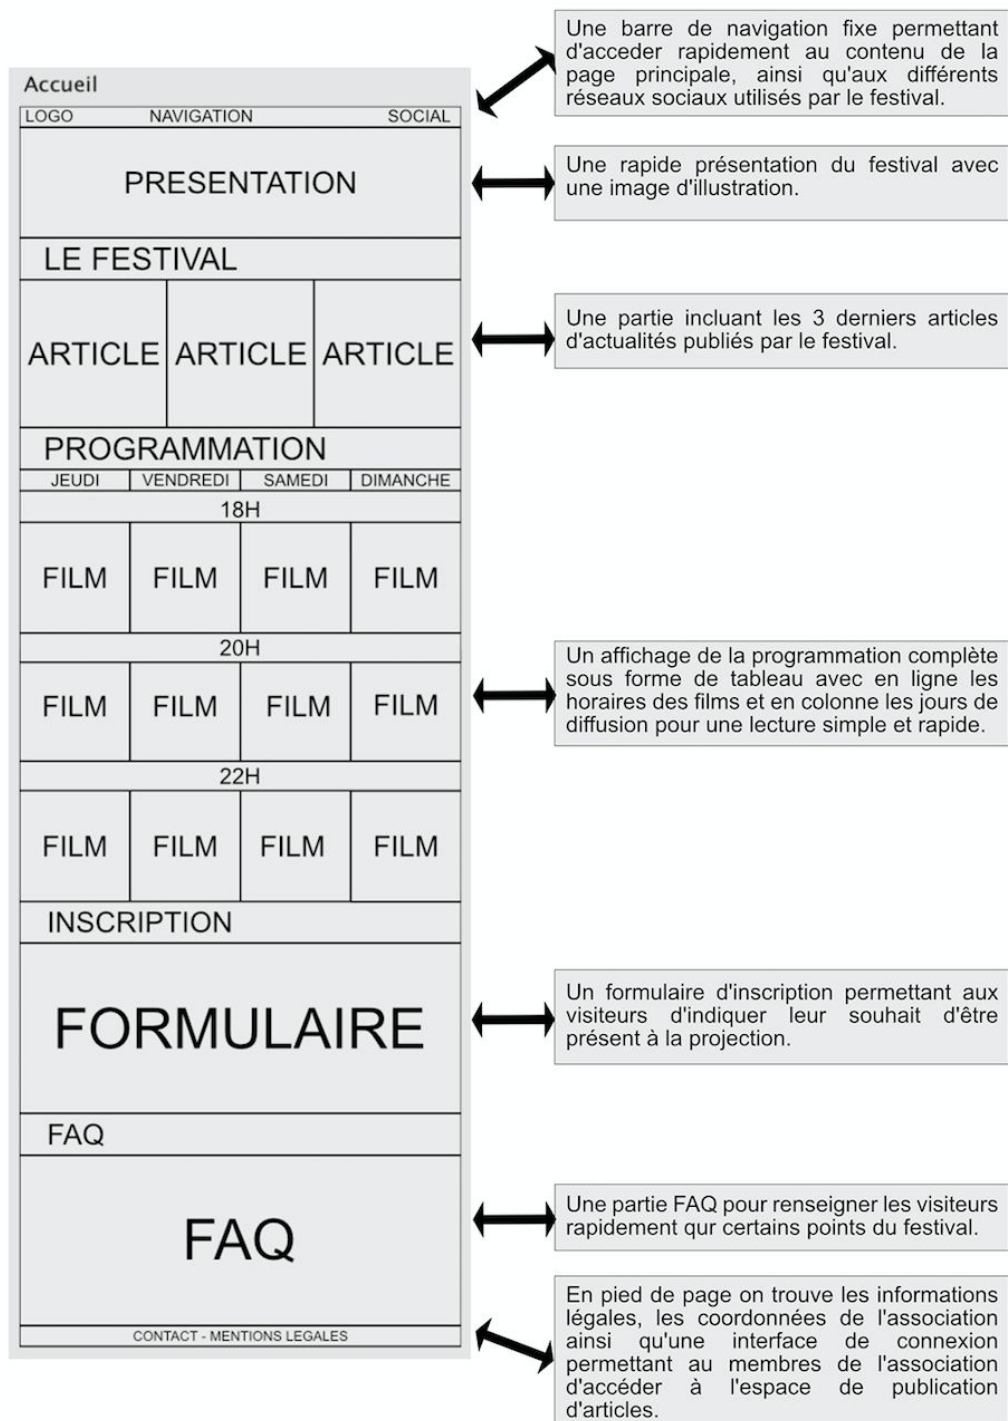 Une barre de navigation fixe permettant
d'acceder rapidement au contenu de la
page principale, ainsi qu'aux différents
réseaux sociaux utilisés par le festival.
Accueil
LOGO NAVIGATION SOCIAL
PRESENTATION
Une rapide présentation du festival avec
une image d'illustration.
LE FESTIVAL
ARTICLE ARTICLE ARTICLE
Une partie incluant les 3 derniers articles
d'actualités publiés par le festival.
PROGRAMMATION
JEUDI VENDREDI SAMEDI DIMANCHE
18H
FILM FILM FILM FILM
20H
FILM FILM FILM FILM
Un affichage de la programmation complète
sous forme de tableau avec en ligne les
horaires des films et en colonne les jours de
diffusion pour une lecture simple et rapide.
22H
FILM FILM FILM FILM
INSCRIPTION
FORMULAIRE
Un formulaire d'inscription permettant aux
visiteurs d'indiquer leur souhait d'être
présent à la projection.
FAQ
FAQ
Une partie FAQ pour renseigner les visiteurs
rapidement qur certains points du festival.
CONTACT - MENTIONS LEGALES
En pied de page on trouve les informations
légales, les coordonnées de l'association
ainsi qu'une interface de connexion
permettant au membres de l'association
d'accéder à l'espace de publication
d'articles.